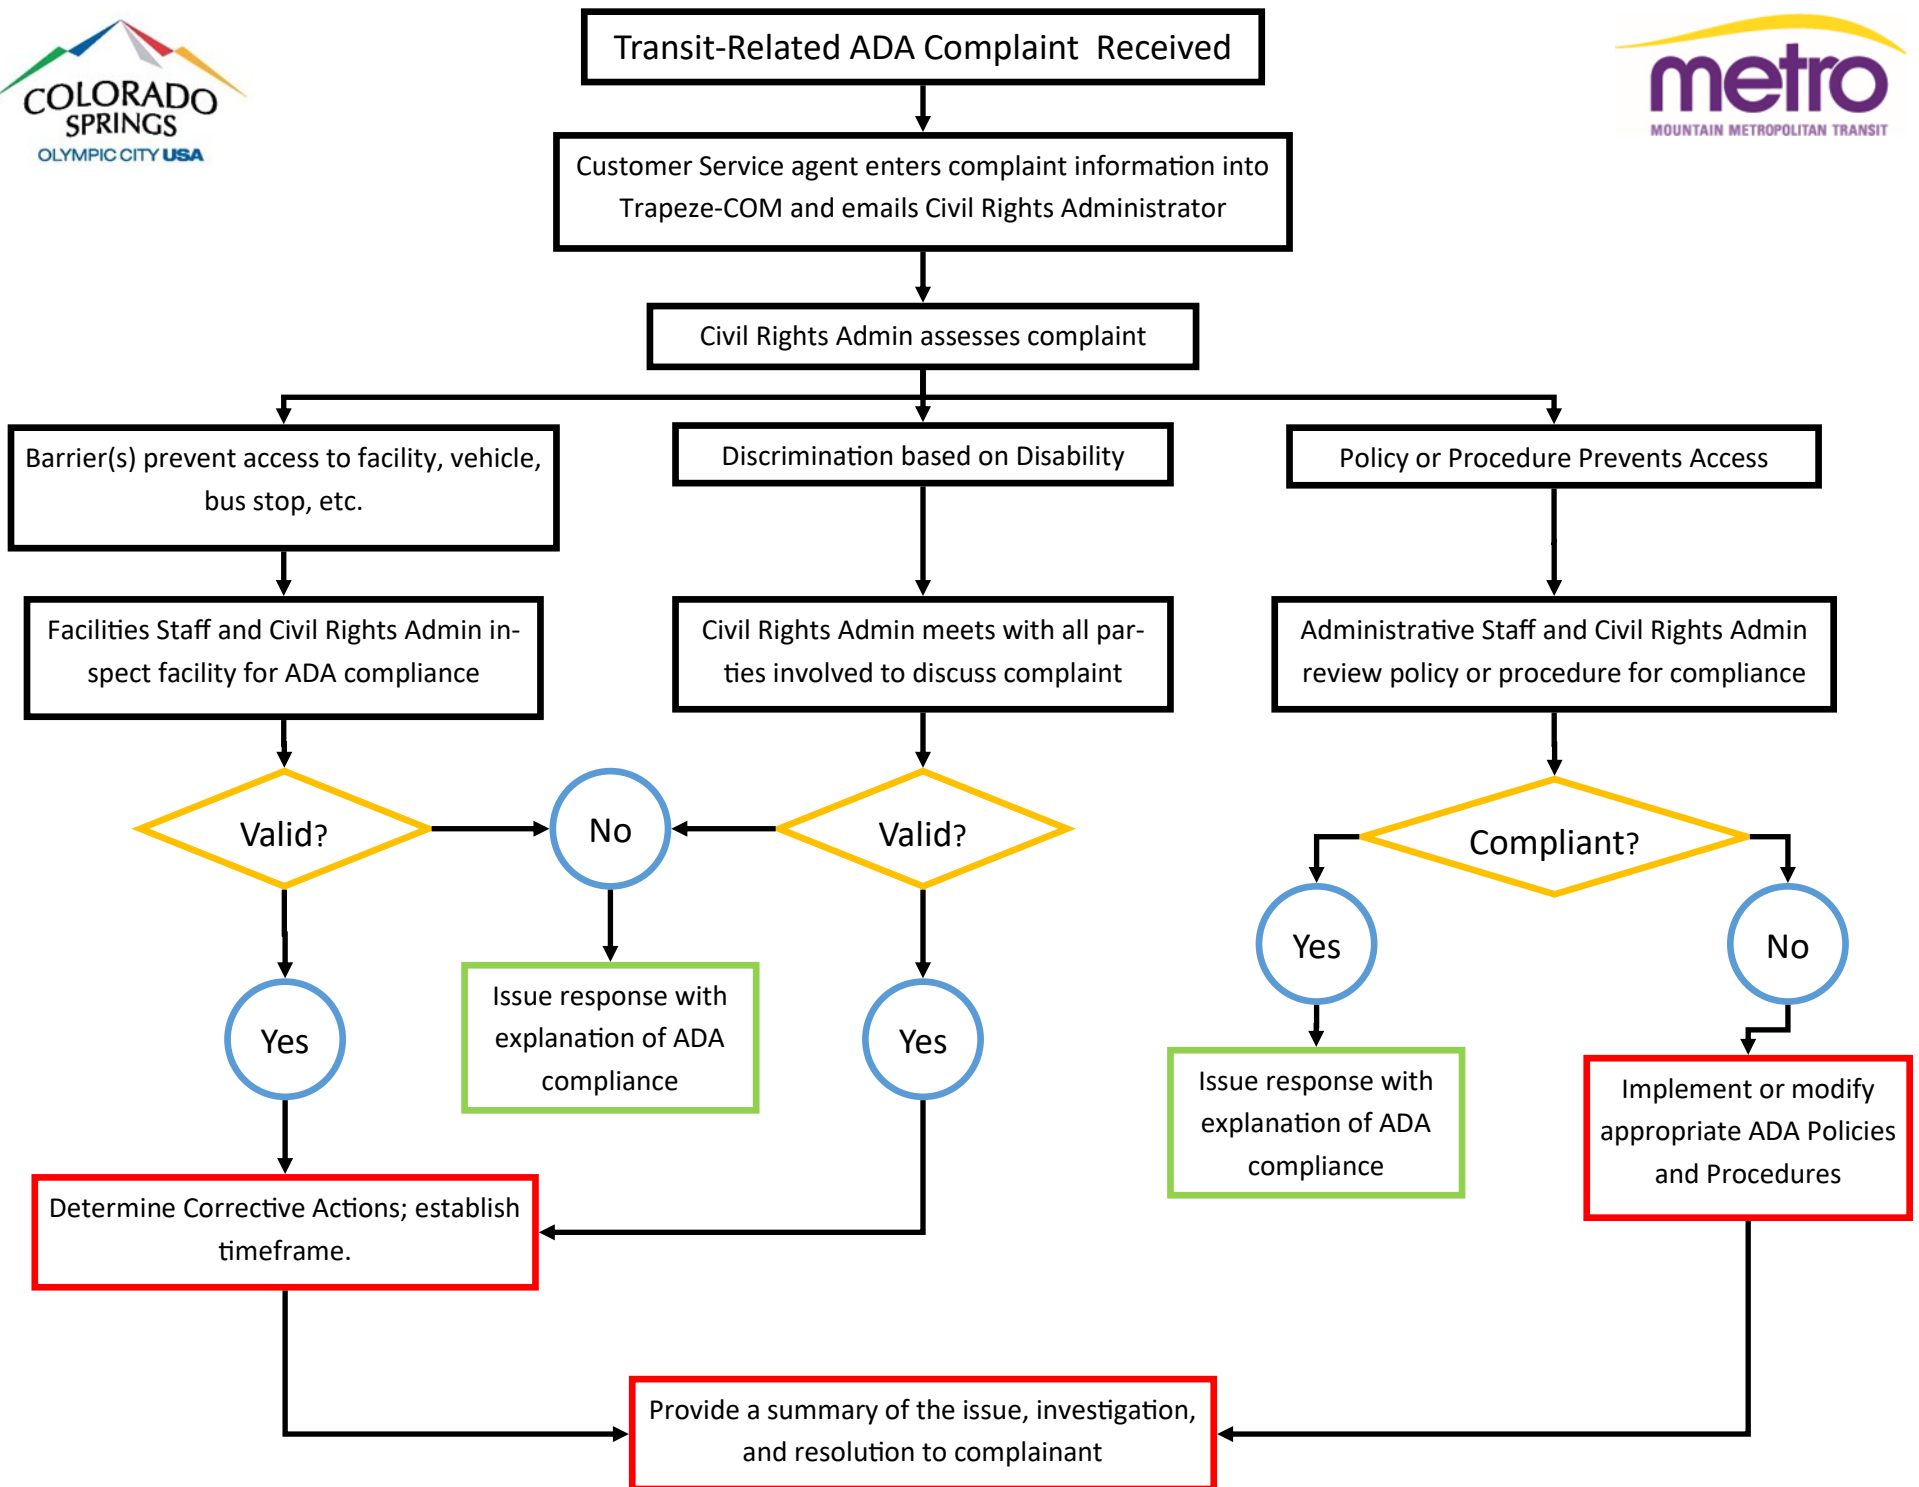 COLORADO
SPRINGS
OLYMPIC CITY USA
Transit-Related ADA Complaint Received
metro
MOUNTAIN METROPOLITAN TRANSIT
Customer Service agent enters complaint information into
Trapeze-COM and emails Civil Rights Administrator
Civil Rights Admin assesses complaint
Barrier(s) prevent access to facility, vehicle,
bus stop, etc.
Discrimination based on Disability
Policy or Procedure Prevents Access
Facilities Staff and Civil Rights Admin in-
spect facility for ADA compliance
Civil Rights Admin meets with all par-
ties involved to discuss complaint
Administrative Staff and Civil Rights Admin
review policy or procedure for compliance
Valid?
No
Valid?
Compliant?
Yes
Issue response with
explanation of ADA
compliance
Yes
Yes
No
Issue response with
explanation of ADA
compliance
Implement or modify
appropriate ADA Policies
and Procedures
Determine Corrective Actions; establish
timeframe.
Provide a summary of the issue, investigation,
and resolution to complainant